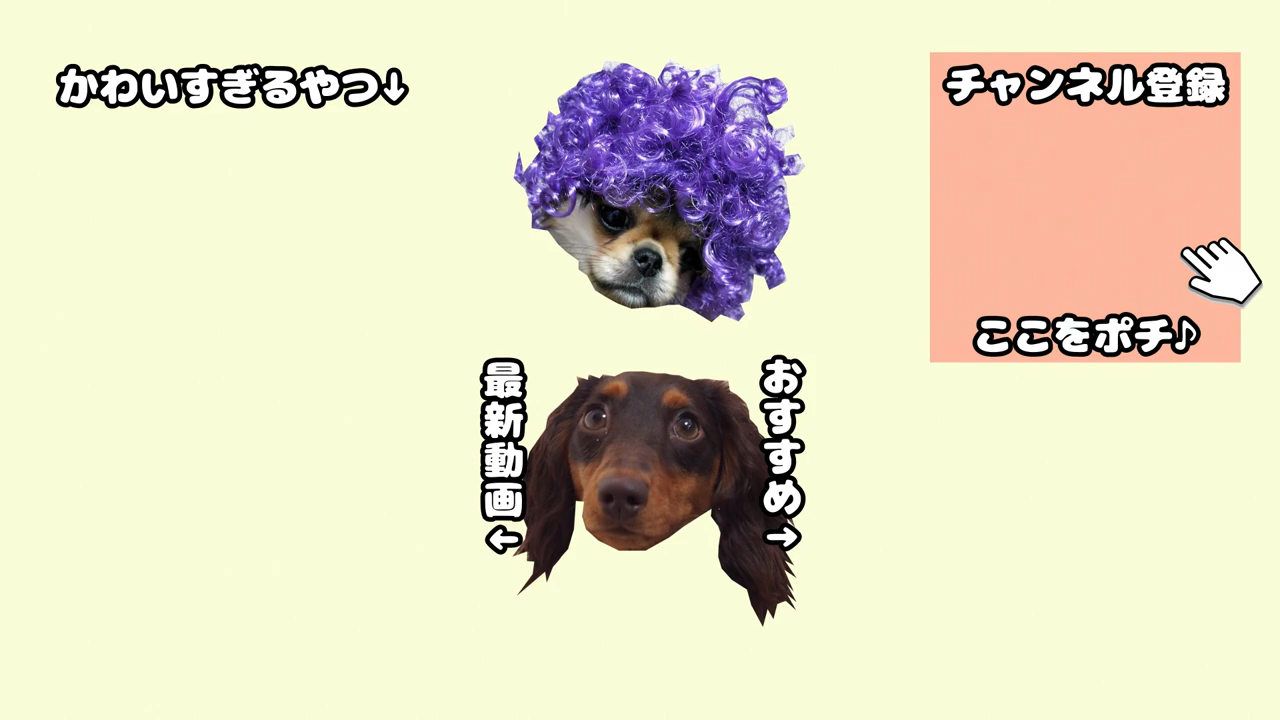 かわいすぎるやつ↓
チャンネル登録
ここをポチ♪
最新動画←
おすすめ→